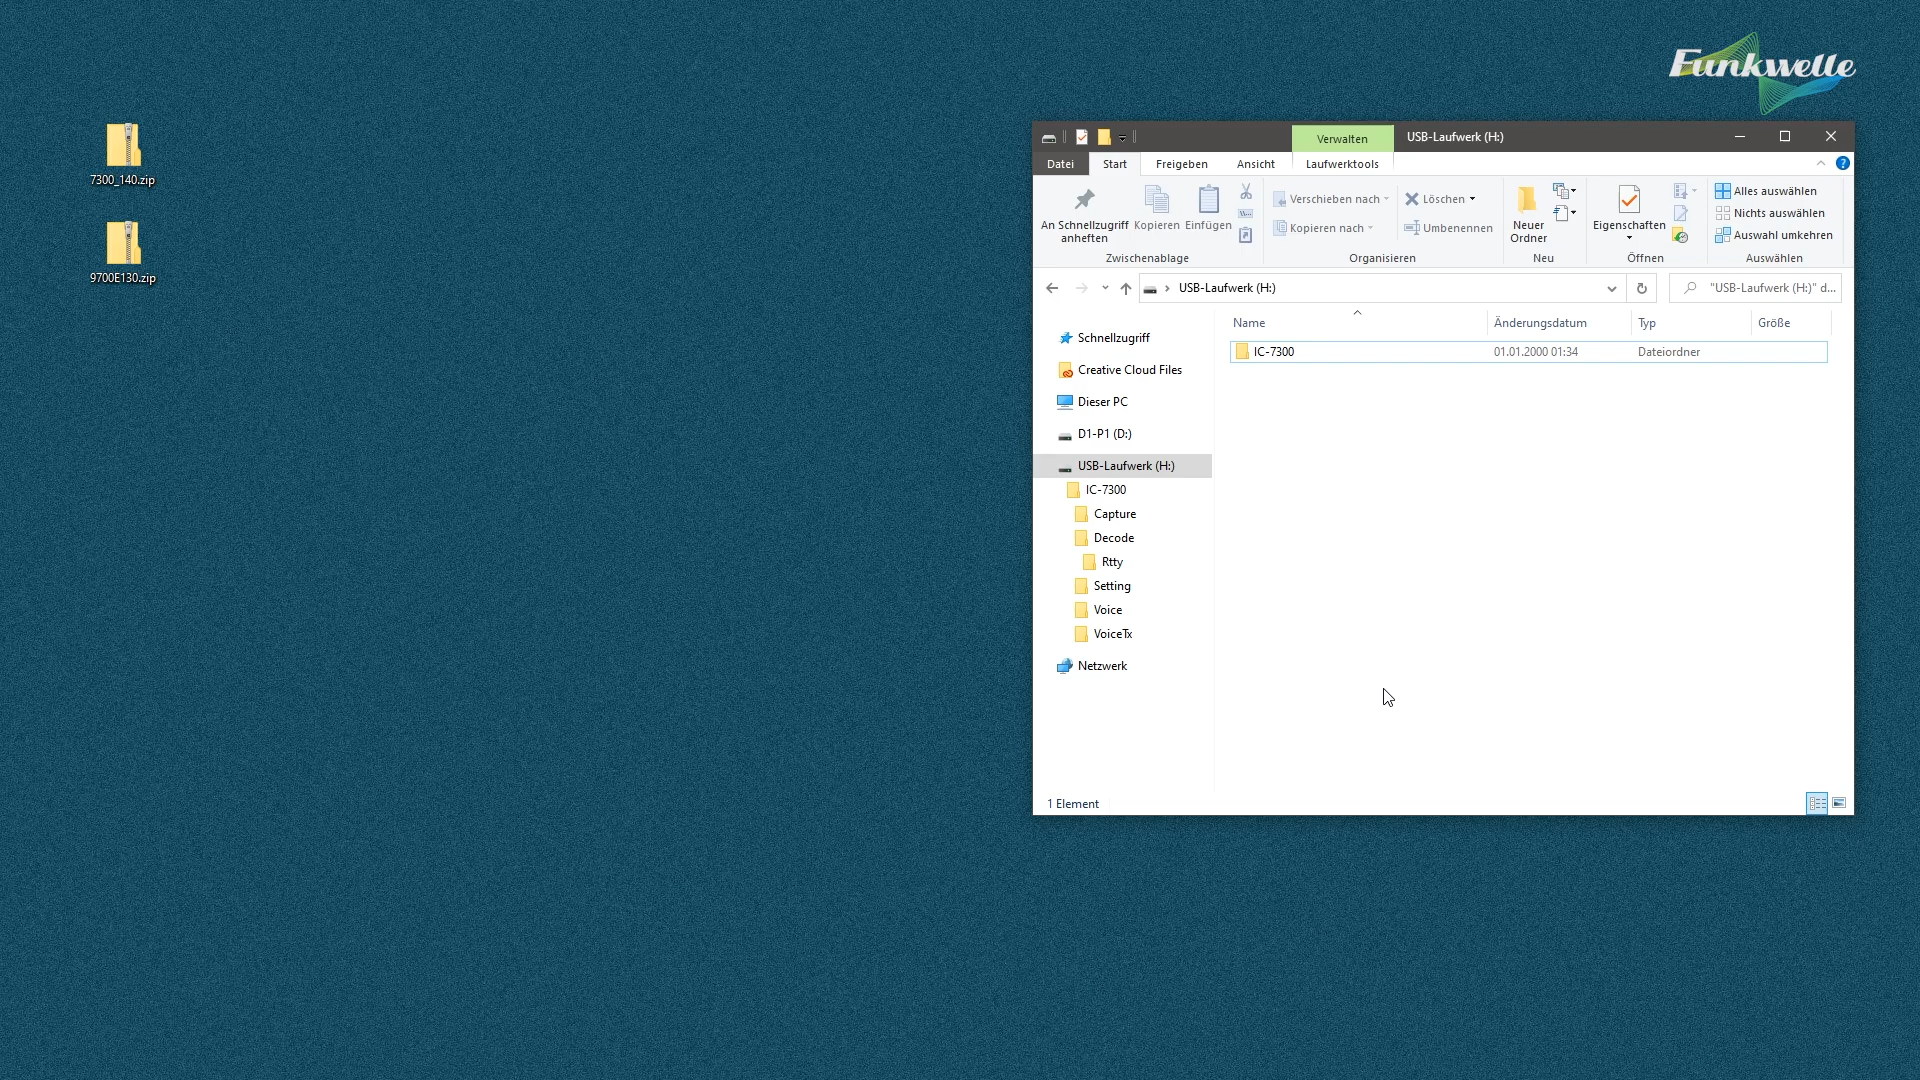 Funkwelle
7300_140.zip
9700E130.zip
Verwalten
USB-Laufwerk (H:)
Datei
Start
Freigeben
Ansicht
Laufwerktools
An Schnellzugriff
anheften
Kopieren
Einfügen
Zwischenablage
Verschieben nach
Kopieren nach
Löschen
Umbenennen
Organisieren
Neuer
Ordner
Neu
Eigenschaften
Öffnen
Alles auswählen
Nichts auswählen
Auswahl umkehren
Auswählen
USB-Laufwerk (H:)
"USB-Laufwerk (H:)" d...
Name
Änderungsdatum
Typ
Größe
IC-7300
01.01.2000 01:34
Dateiordner
Schnellzugriff
Creative Cloud Files
Dieser PC
D1-P1 (D:)
USB-Laufwerk (H:)
IC-7300
Capture
Decode
Rtty
Setting
Voice
VoiceTx
Netzwerk
1 Element